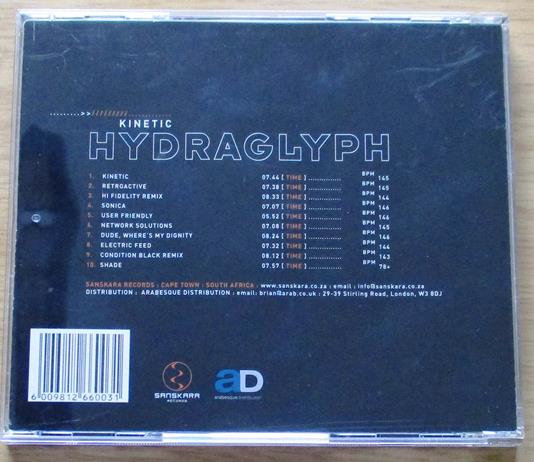 ..........>>//////////............
KINETIC
HYDRAGLYPH
1. KINETIC 07.44 [ TIME ] ............... BPM 145
2. RETROACTIVE 07.38 [ TIME ] ............... BPM 145
3. HI FIDELITY REMIX 08.33 [ TIME ] ............... BPM 144
4. SONICA 07.07 [ TIME ] ............... BPM 144
5. USER FRIENDLY 05.52 [ TIME ] ............... BPM 146
6. NETWORK SOLUTIONS 07.08 [ TIME ] ............... BPM 145
7. DUDE, WHERE'S MY DIGNITY 08.24 [ TIME ] ............... BPM 146
8. ELECTRIC FEED 07.32 [ TIME ] ............... BPM 144
9. CONDITION BLACK REMIX 08.12 [ TIME ] ............... BPM 143
10. SHADE 07.57 [ TIME ] ............... BPM 78+
SANSKARA RECORDS : CAPE TOWN : SOUTH AFRICA : www.sanskara.co.za : email : info@sanskara.co.za
DISTRIBUTION : ARABESQUE DISTRIBUTION : email: brian@arab.co.uk : 29-39 Stirling Road, London, W3 8DJ
6 009812 660031
SANSKARA
RECORDS
aD
arabesque distribution